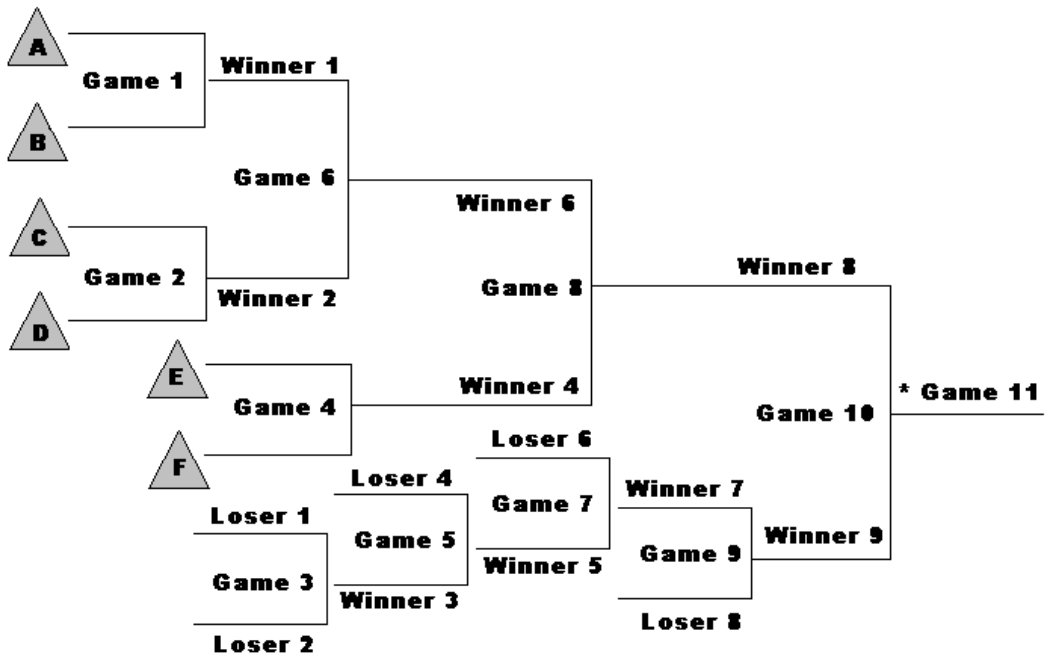 A
Game 1
B
Winner 1
Game 6
C
Game 2
D
Winner 2
Winner 6
Game 8
E
Game 4
F
Winner 4
Winner 8
* Game 11
Game 10
Loser 6
Game 7
Winner 5
Loser 4
Game 5
Winner 3
Loser 1
Game 3
Loser 2
Winner 7
Game 9
Loser 8
Winner 9